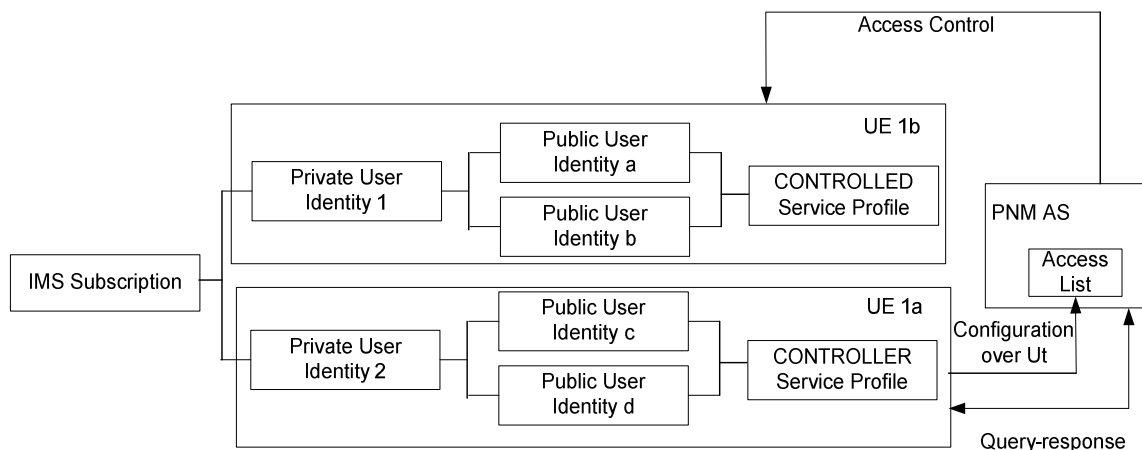 Access Control
UE 1b
Public User
Identity a
Private User
Identity 1
CONTROLLED
Service Profile
Public User
Identity b
PNM AS
Access
List
IMS Subscription
UE 1a
Public User
Identity c
Private User
Identity 2
CONTROLLER
Service Profile
Public User
Identity d
Configuration
over Ut
Query-response